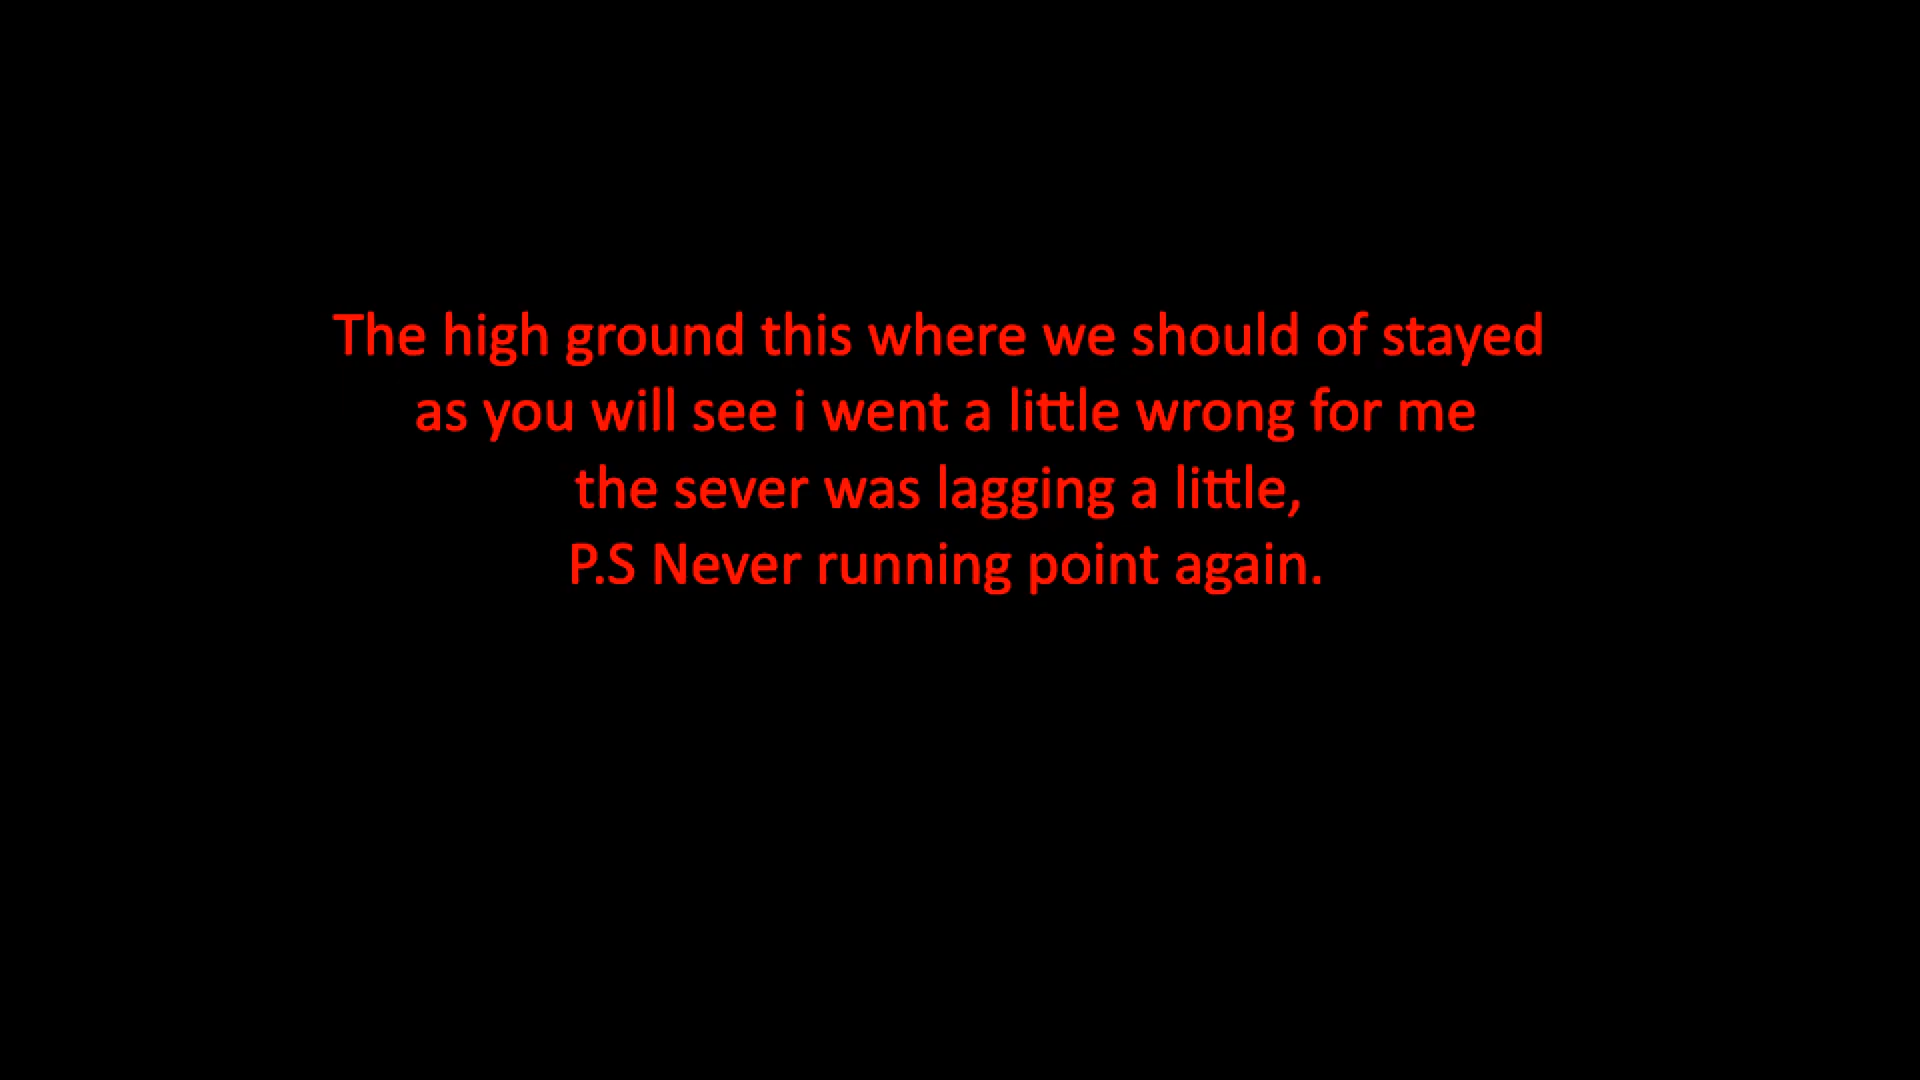 The high ground this where we should of stayed
as you will see i went a little wrong for me
the sever was lagging a little,
P.S Never running point again.